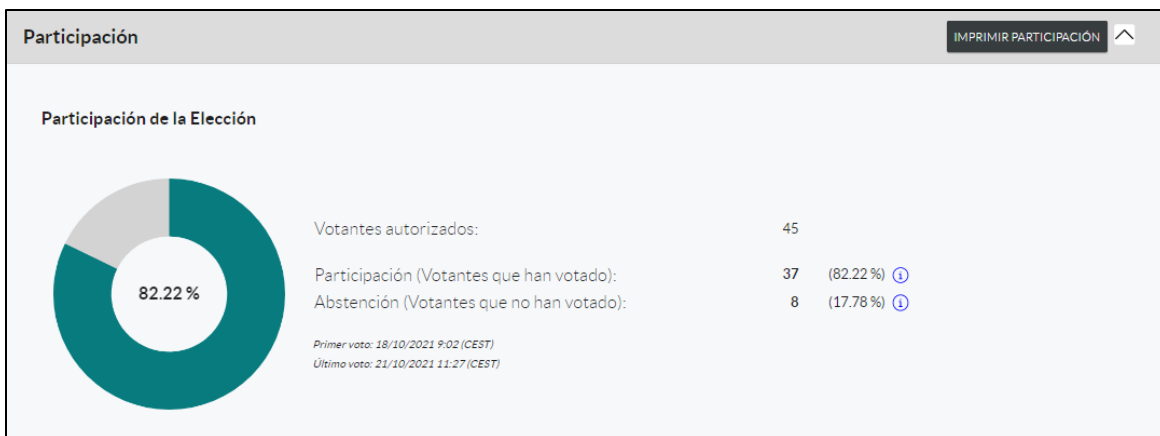 Participación
IMPRIMIR PARTICIPACIÓN
Participación de la Elección
82.22 %
Votantes autorizados: 45
Participación (Votantes que han votado): 37 (82.22 %) i
Abstención (Votantes que no han votado): 8 (17.78 %) i
Primer voto: 18/10/2021 9:02 (CEST)
Último voto: 21/10/2021 11:27 (CEST)